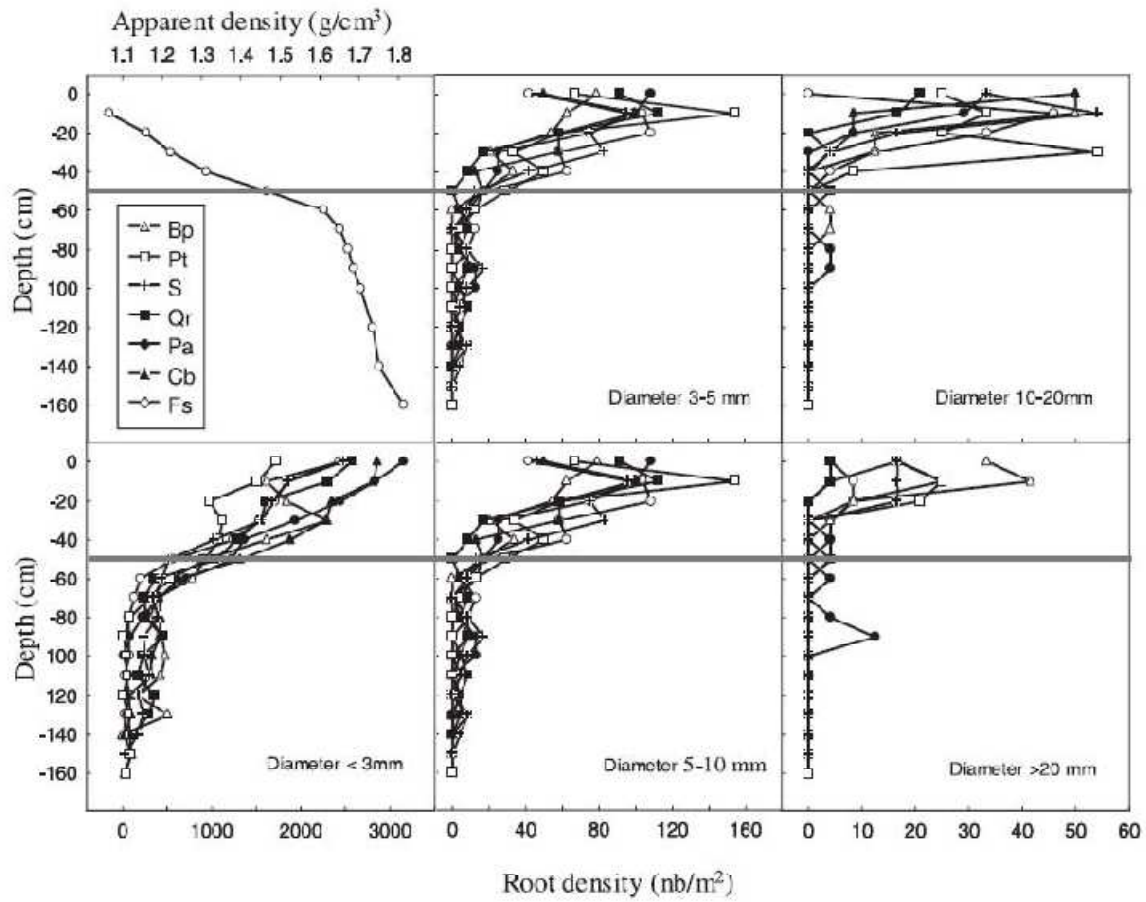 Apparent density (g/cm³)
1.1 1.2 1.3 1.4 1.5 1.6 1.7 1.8
Depth (cm)
0
-20
-40
-60
-80
100
-120
-140
-160
Bp
Pt
S
Qr
Pa
Cb
Fs
Diameter 3-5 mm
Diameter 10-20mm
Depth (cm)
0
-20
-40
-60
-80
100
120
-140
-160
Diameter < 3mm
Diameter 5-10 mm
Diameter >20 mm
0 1000 2000 3000
0 40 80 120 160
0 10 20 30 40 50 60
Root density (nb/m²)